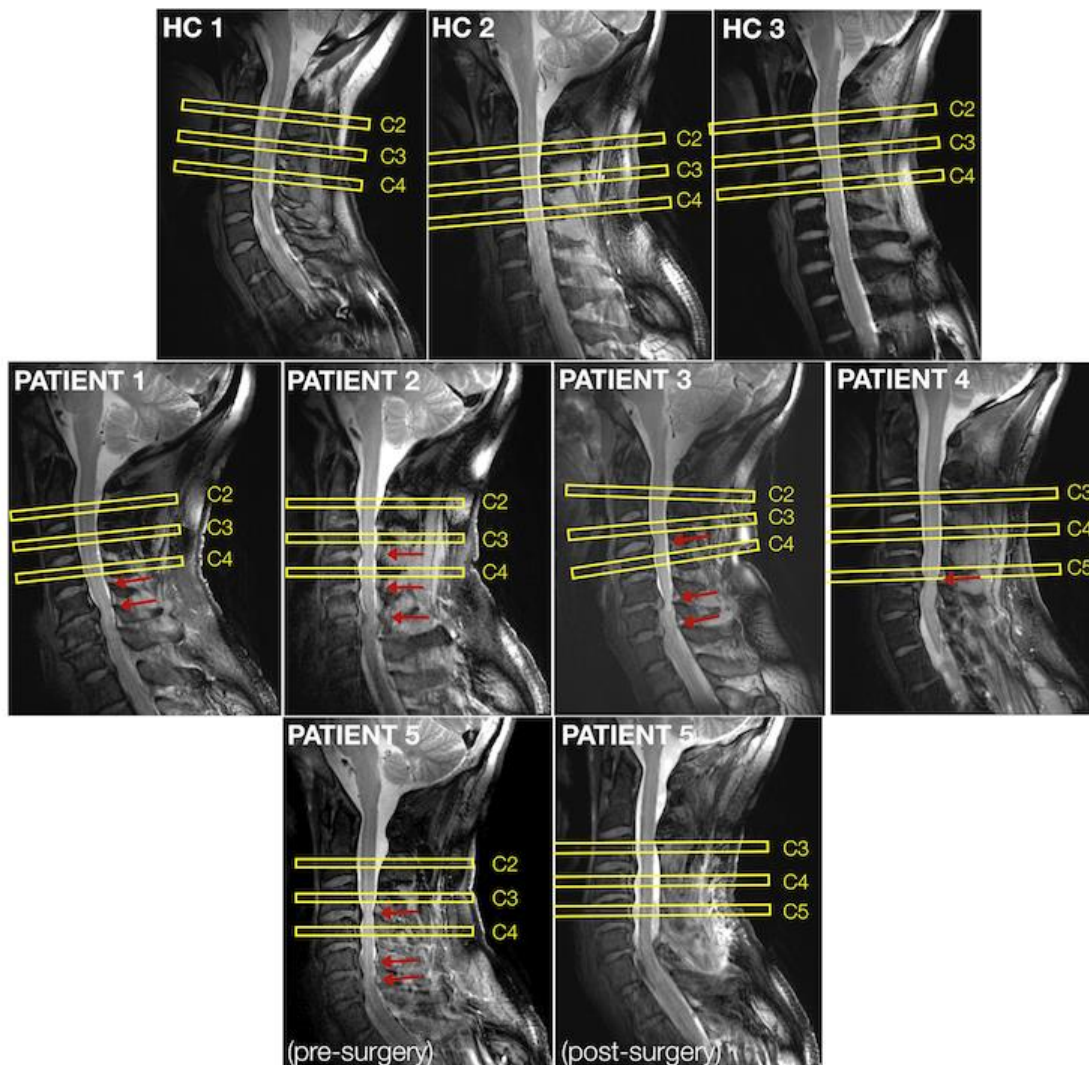 HC 1
C2
C3
C4
HC 2
C2
C3
C4
HC 3
C2
C3
C4
PATIENT 1
C2
C3
C4
PATIENT 2
C2
C3
C4
PATIENT 3
C2
C3
C4
PATIENT 4
C3
C4
C5
PATIENT 5
C2
C3
C4
(pre-surgery)
PATIENT 5
C3
C4
C5
(post-surgery)